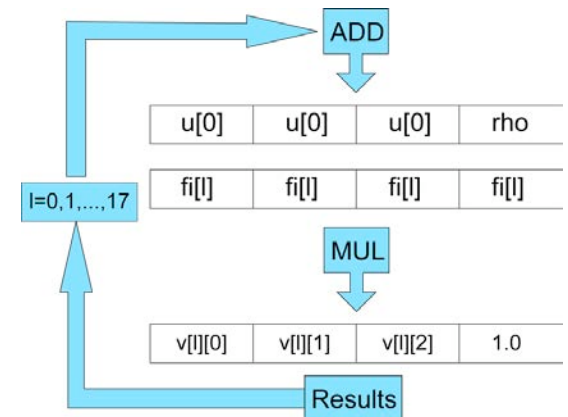 ADD
u[0] u[0] u[0] rho
fi[l] fi[l] fi[l] fi[l]
l=0,1,...,17
MUL
v[l][0] v[l][1] v[l][2] 1.0
Results